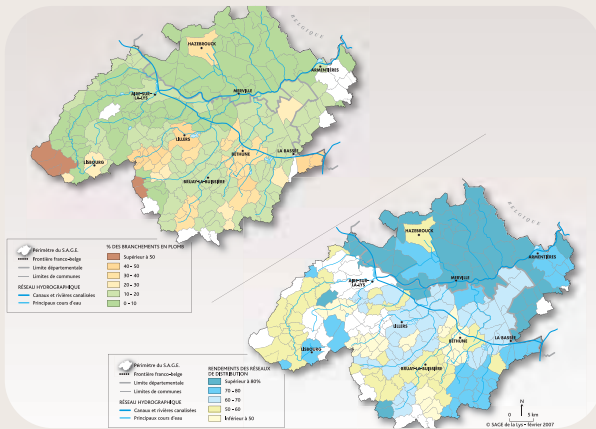 BELGIQUE
HAZEBROUCK
ARMENTIÈRES
AIRE-SUR-
LA-LYS
MERVILLE
LILLERS
BÉTHUNE
LA BASSÉE
LISBOURG
BRUAY-LA-BUISSIÈRE
Périmètre du S.A.G.E.
Frontière franco-belge
Limite départementale
Limites de communes
RÉSEAU HYDROGRAPHIQUE
Canaux et rivières canalisées
Principaux cours d'eau
% DES BRANCHEMENTS EN PLOMB
Supérieur à 50
40 - 50
30 - 40
20 - 30
10 - 20
0 - 10
BELGIQUE
HAZEBROUCK
ARMENTIÈRES
AIRE-SUR-
LA-LYS
MERVILLE
LILLERS
BÉTHUNE
LA BASSÉE
LISBOURG
BRUAY-LA-BUISSIÈRE
Périmètre du S.A.G.E.
Frontière franco-belge
Limite départementale
Limites de communes
RÉSEAU HYDROGRAPHIQUE
Canaux et rivières canalisées
Principaux cours d'eau
RENDEMENTS DES RÉSEAUX
DE DISTRIBUTION
Supérieur à 80%
70 - 80
60 - 70
50 - 60
Inférieur à 50
N
0 5 km
© SAGE de la Lys - février 2007